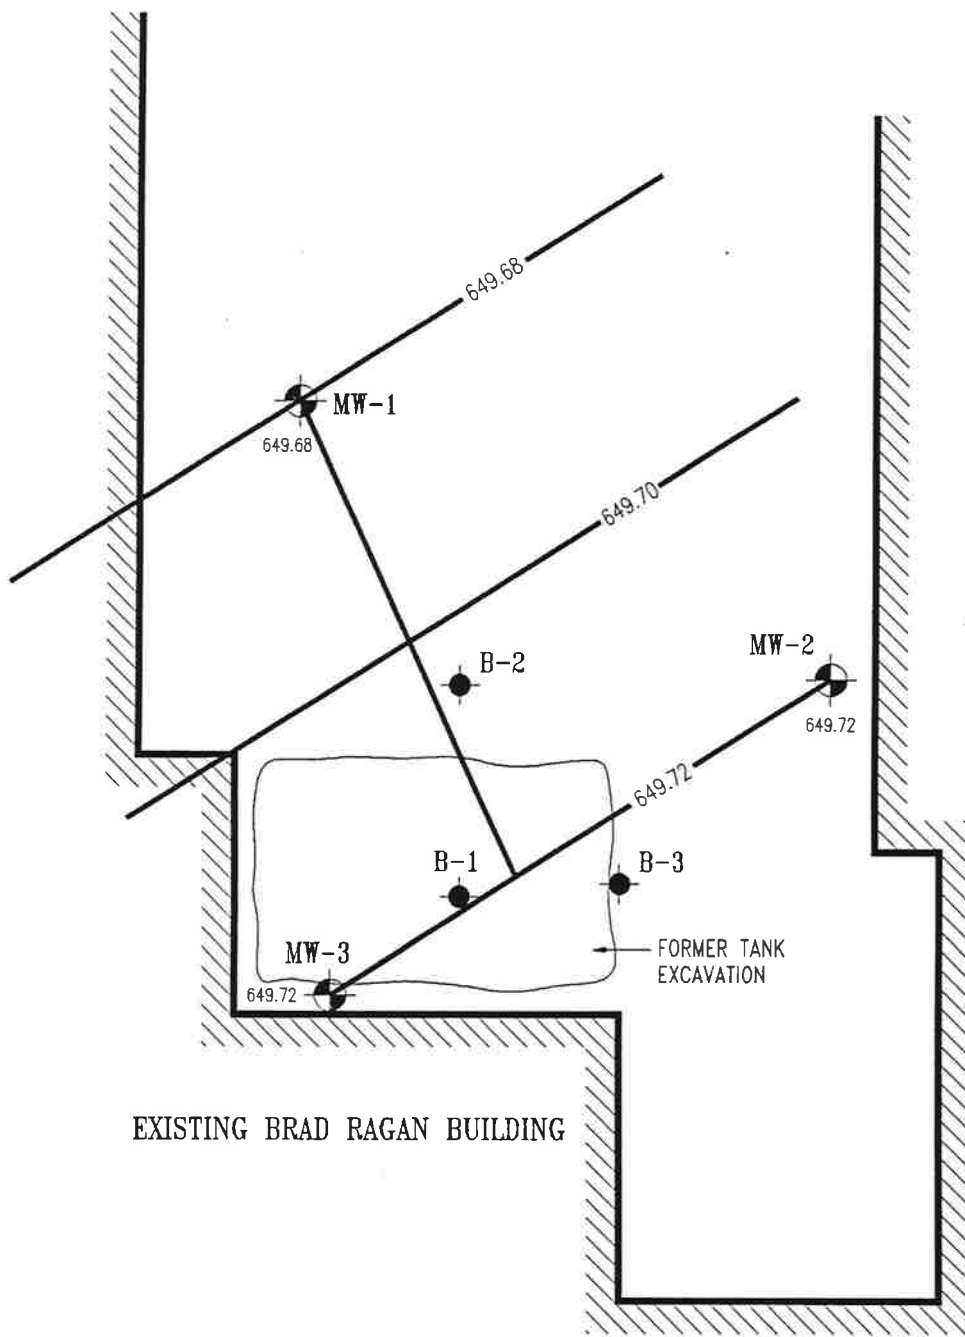 649.68
MW-1
649.68
649.70
MW-2
B-2
649.72
649.72
B-1
B-3
MW-3
FORMER TANK
EXCAVATION
649.72
EXISTING BRAD RAGAN BUILDING